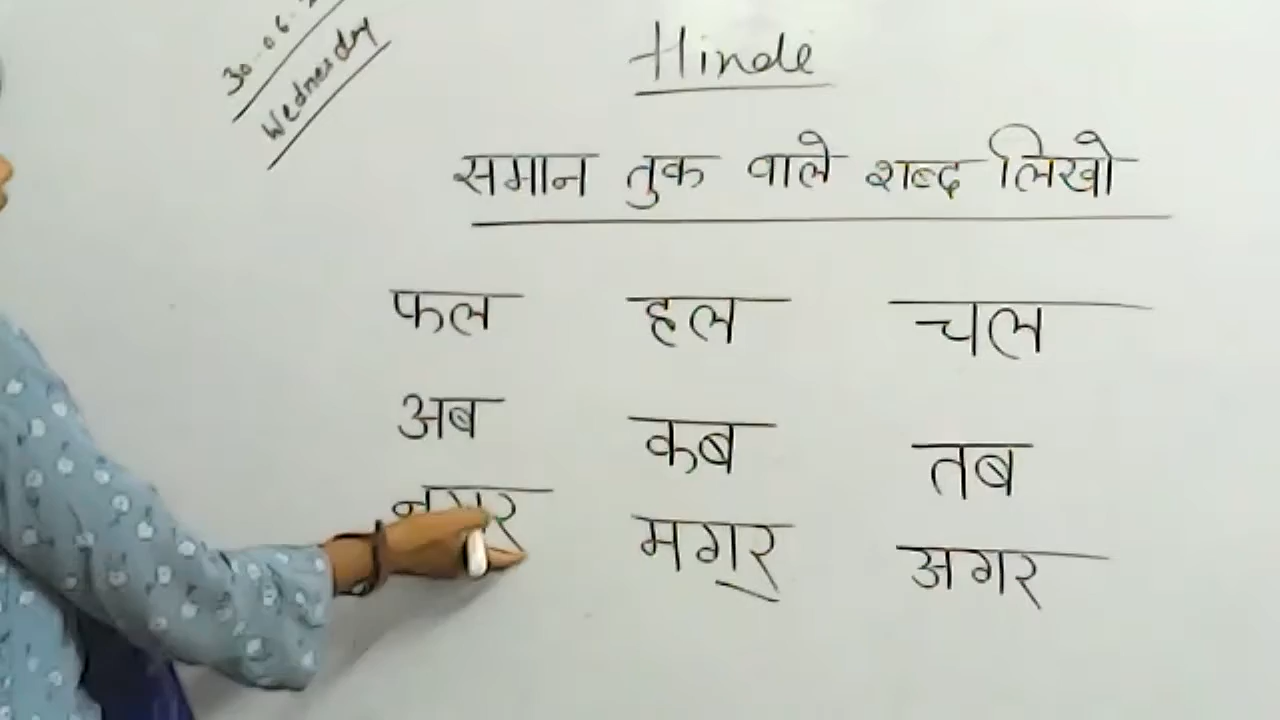 30.06.
Wednesday
Hinde
समान तुक वाले शब्द लिखो
फल हल चल
अब कब तब
मगर अगर